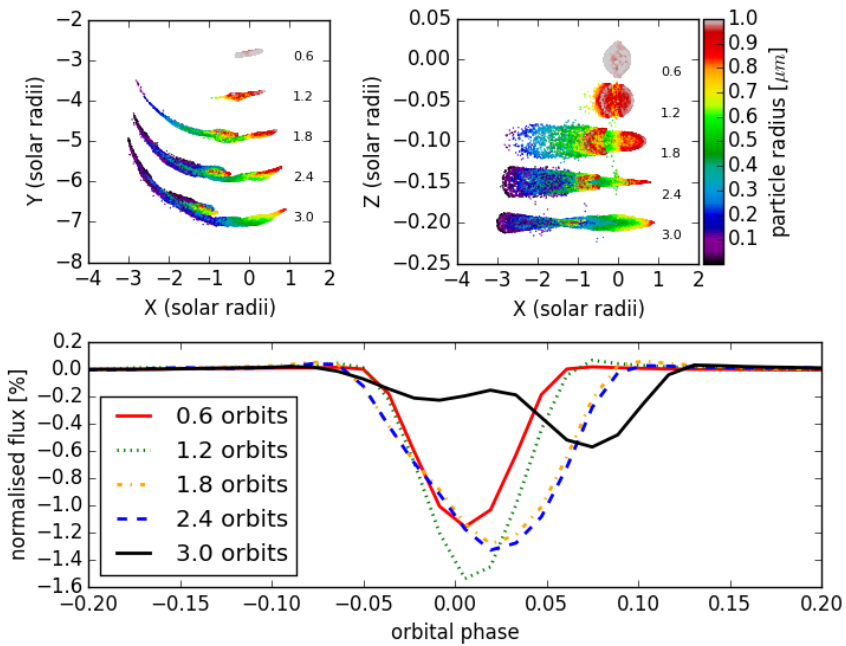 −2
−3
−4
−5
−6
−7
−8
Y (solar radii)
0.6
1.2
1.8
2.4
3.0
−4 −3 −2 −1 0 1 2
X (solar radii)
0.05
0.00
−0.05
−0.10
−0.15
−0.20
−0.25
Z (solar radii)
0.6
1.2
1.8
2.4
3.0
−4 −3 −2 −1 0 1 2
X (solar radii)
1.0
0.9
0.8
0.7
0.6
0.5
0.4
0.3
0.2
0.1
particle radius [μm]
0.2
0.0
−0.2
−0.4
−0.6
−0.8
−1.0
−1.2
−1.4
−1.6
normalised flux [%]
0.6 orbits
1.2 orbits
1.8 orbits
2.4 orbits
3.0 orbits
−0.20 −0.15 −0.10 −0.05 0.00 0.05 0.10 0.15 0.20
orbital phase